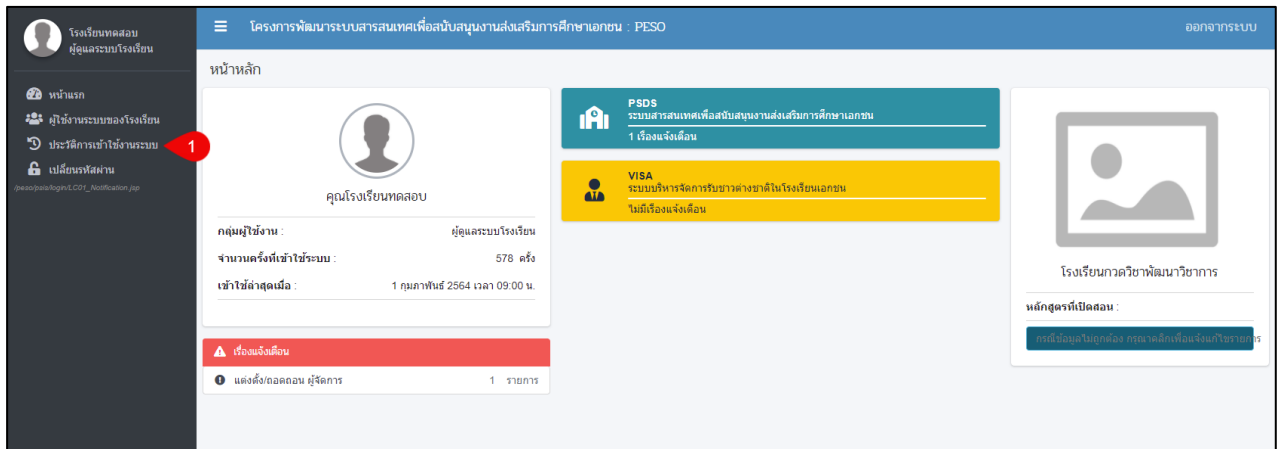 โรงเรียนทดสอบ
ผู้ดูแลระบบโรงเรียน
หน้าแรก
ผู้ใช้งานระบบของโรงเรียน
ประวัติการเข้าใช้งานระบบ
1
เปลี่ยนรหัสผ่าน
/peso/psis/login/LC01_Notification.jsp
โครงการพัฒนาระบบสารสนเทศเพื่อสนับสนุนงานส่งเสริมการศึกษาเอกชน : PESO
ออกจากระบบ
หน้าหลัก
คุณโรงเรียนทดสอบ
กลุ่มผู้ใช้งาน : ผู้ดูแลระบบโรงเรียน
จำนวนครั้งที่เข้าใช้ระบบ : 578 ครั้ง
เข้าใช้ล่าสุดเมื่อ : 1 กุมภาพันธ์ 2564 เวลา 09:00 น.
เรื่องแจ้งเตือน
แต่งตั้ง/ถอดถอน ผู้จัดการ 1 รายการ
PSDS
ระบบสารสนเทศเพื่อสนับสนุนงานส่งเสริมการศึกษาเอกชน
1 เรื่องแจ้งเตือน
VISA
ระบบบริหารจัดการรับชาวต่างชาติในโรงเรียนเอกชน
ไม่มีเรื่องแจ้งเตือน
โรงเรียนกวดวิชาพัฒนาวิชาการ
หลักสูตรที่เปิดสอน :
กรณีข้อมูลไม่ถูกต้อง กรุณาคลิกเพื่อแจ้งแก้ไขรายการ